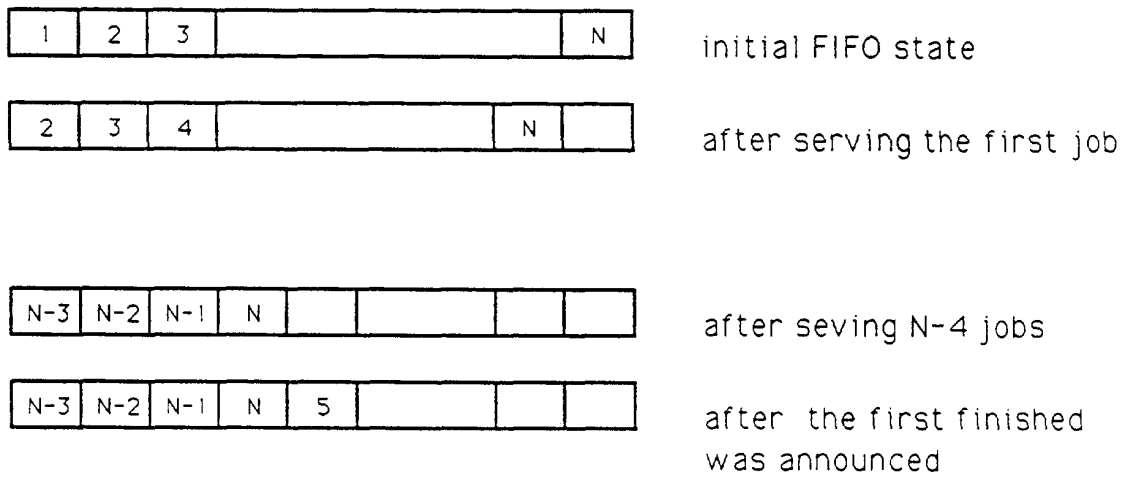 1 2 3 N
initial FIFO state
2 3 4 N
after serving the first job
N-3 N-2 N-1 N
after seving N-4 jobs
N-3 N-2 N-1 N 5
after the first finished
was announced